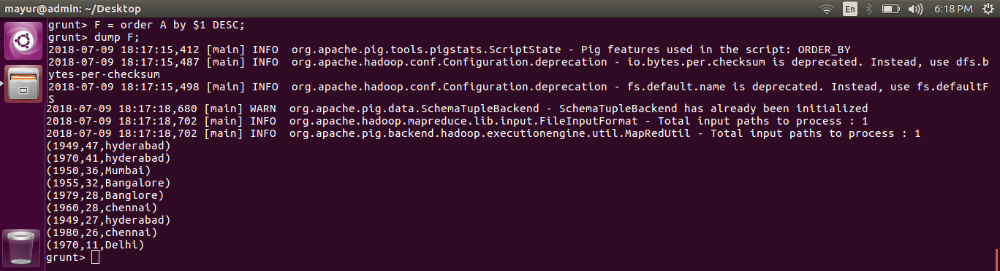 mayur@admin: ~/Desktop
En
6:18 PM
grunt> F = order A by $1 DESC;
grunt> dump F;
2018-07-09 18:17:15,412 [main] INFO  org.apache.pig.tools.pigstats.ScriptState - Pig features used in the script: ORDER_BY
2018-07-09 18:17:15,487 [main] INFO  org.apache.hadoop.conf.Configuration.deprecation - io.bytes.per.checksum is deprecated. Instead, use dfs.b
ytes-per-checksum
2018-07-09 18:17:15,498 [main] INFO  org.apache.hadoop.conf.Configuration.deprecation - fs.default.name is deprecated. Instead, use fs.defaultF
S
2018-07-09 18:17:18,680 [main] WARN  org.apache.pig.data.SchemaTupleBackend - SchemaTupleBackend has already been initialized
2018-07-09 18:17:18,702 [main] INFO  org.apache.hadoop.mapreduce.lib.input.FileInputFormat - Total input paths to process : 1
2018-07-09 18:17:18,702 [main] INFO  org.apache.pig.backend.hadoop.executionengine.util.MapRedUtil - Total input paths to process : 1
(1949,47,hyderabad)
(1970,41,hyderabad)
(1950,36,Mumbai)
(1955,32,Bangalore)
(1979,28,Banglore)
(1960,28,chennai)
(1949,27,hyderabad)
(1980,26,chennai)
(1970,11,Delhi)
grunt>